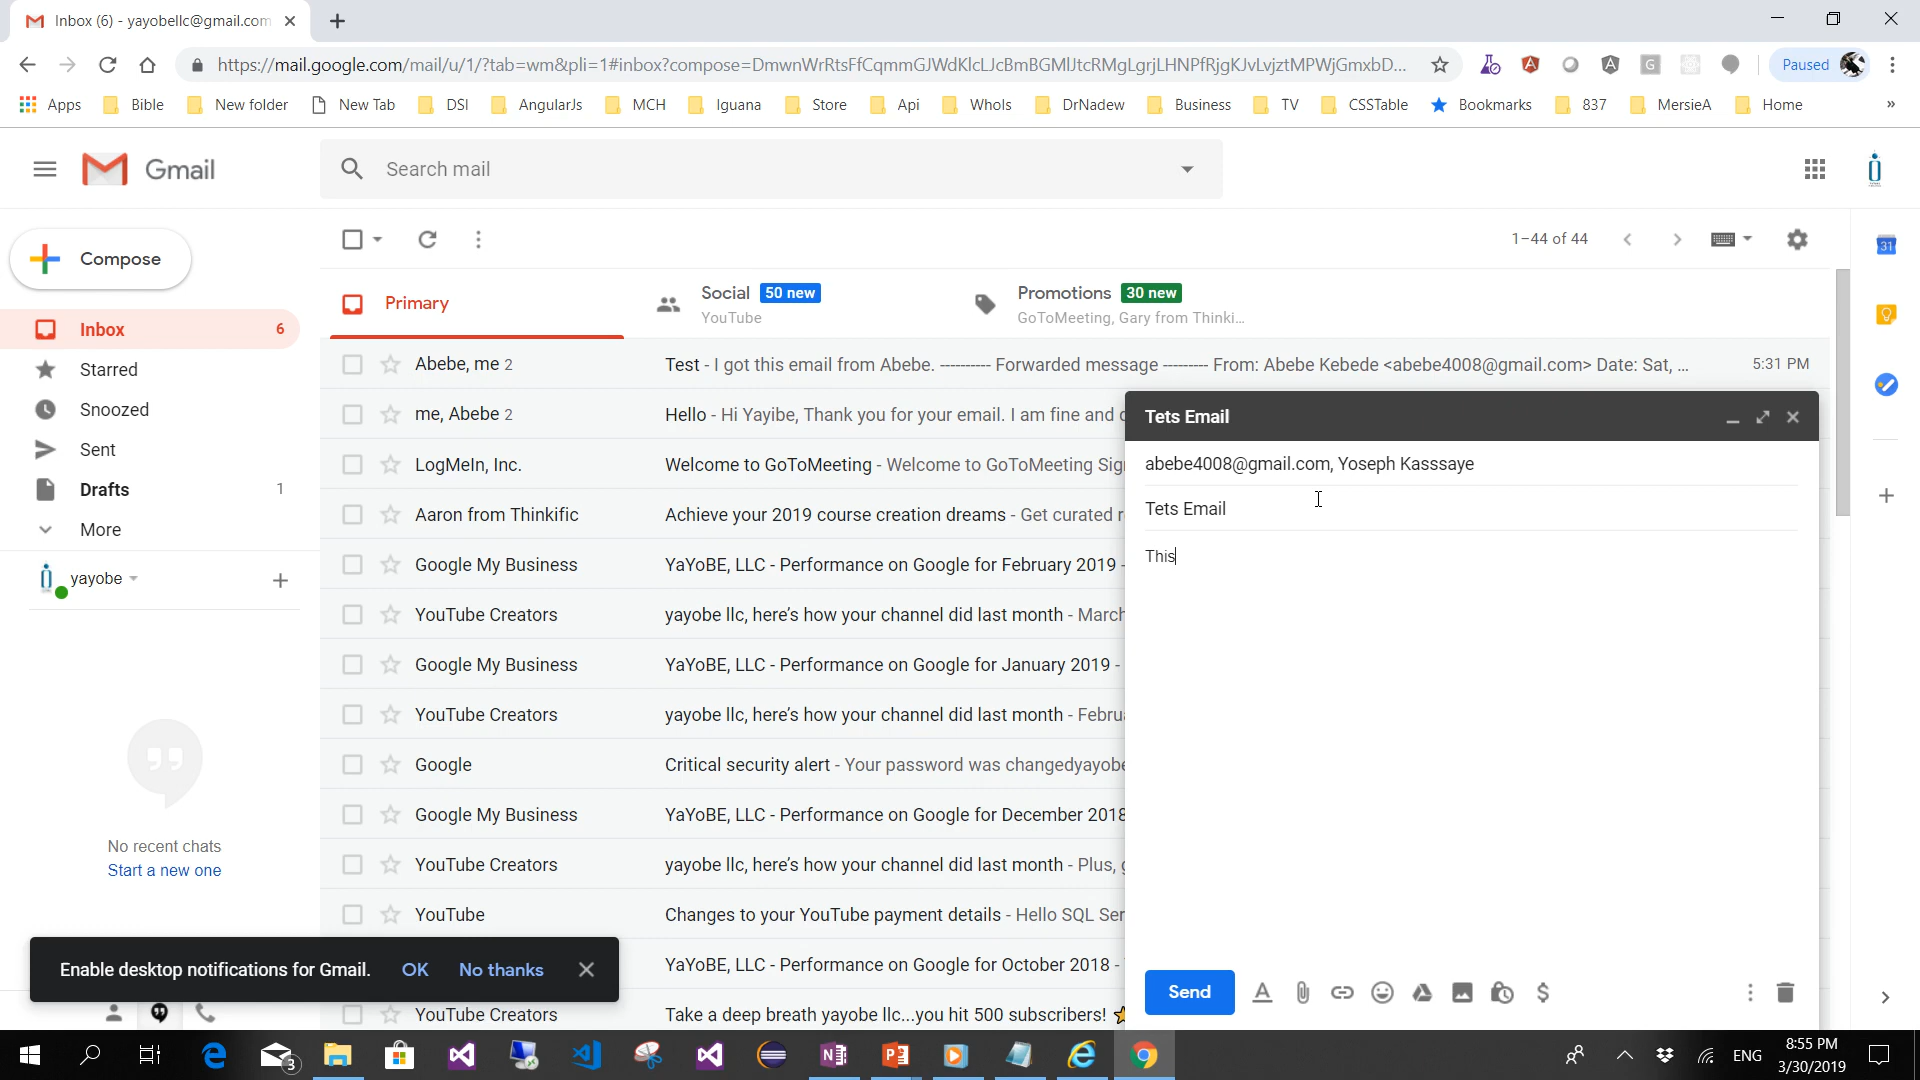 Inbox (6) - yayobellc@gmail.com
https://mail.google.com/mail/u/1/?tab=wm&pli=1#inbox?compose=DmwnWrRtsFfCqmmGJWdKlcLJcBmBGMlJtcRMgLgrjLHNPfRjgKJvLvjztMPWjGmxbD...
Paused
Apps Bible New folder New Tab DSI AngularJs MCH Iguana Store Api WhoIs DrNadew Business TV CSSTable Bookmarks 837 MersieA Home »
Gmail
Search mail
Compose
1–44 of 44
31
Primary
Social 50 new
YouTube
Promotions 30 new
GoToMeeting, Gary from Thinki...
Inbox 6
Starred
Snoozed
Sent
Drafts 1
More
yayobe
No recent chats
Start a new one
Abebe, me 2 Test - I got this email from Abebe. ---------- Forwarded message --------- From: Abebe Kebede <abebe4008@gmail.com> Date: Sat, ... 5:31 PM
me, Abebe 2 Hello - Hi Yayibe, Thank you for your email. I am fine and
LogMeIn, Inc. Welcome to GoToMeeting - Welcome to GoToMeeting
Aaron from Thinkific Achieve your 2019 course creation dreams - Get curated
Google My Business YaYoBE, LLC - Performance on Google for February 2019 -
YouTube Creators yayobe llc, here's how your channel did last month -
Google My Business YaYoBE, LLC - Performance on Google for January 2019 -
YouTube Creators yayobe llc, here's how your channel did last month -
Google Critical security alert - Your password was changedyayobe
Google My Business YaYoBE, LLC - Performance on Google for December 2018
YouTube Creators yayobe llc, here's how your channel did last month - Plus,
YouTube Changes to your YouTube payment details - Hello SQL
YaYoBE, LLC - Performance on Google for October 2018 -
YouTube Creators Take a deep breath yayobe llc...you hit 500 subscribers!
Tets Email
abebe4008@gmail.com, Yoseph Kasssaye
Tets Email
This
Send
Enable desktop notifications for Gmail. OK No thanks
3
ENG
8:55 PM
3/30/2019